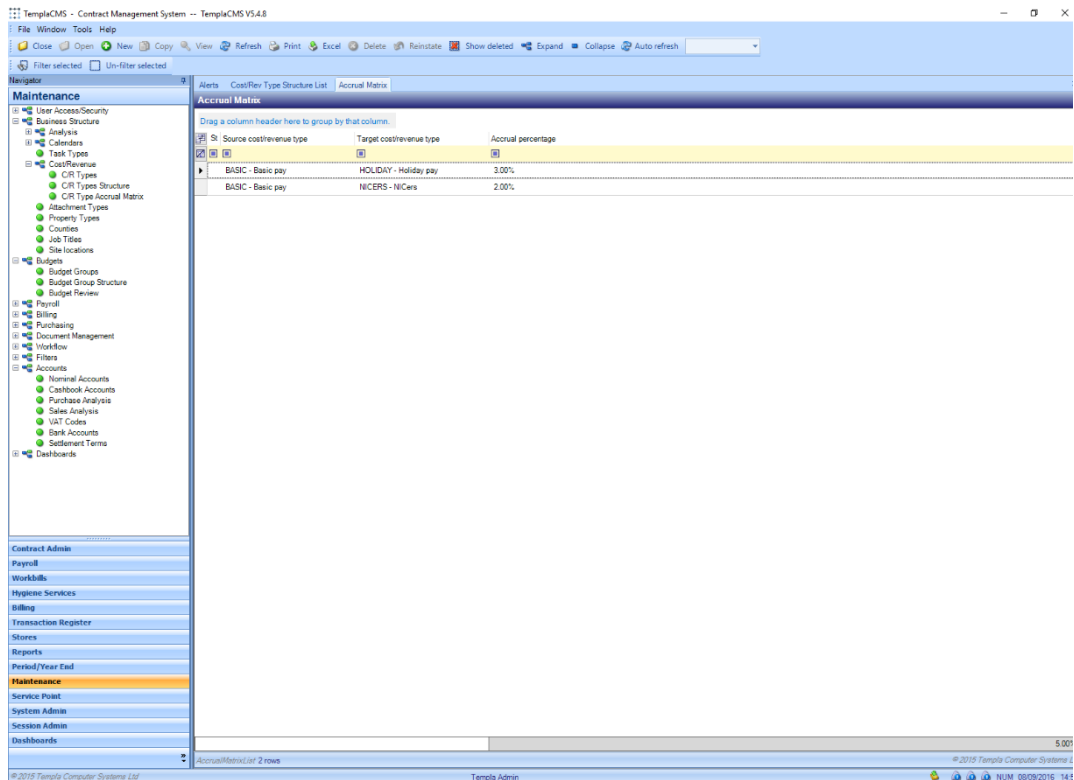 TemplaCMS - Contract Management System -- TemplaCMS V5.4.8
File Window Tools Help
Close Open New Copy View Refresh Print Excel Delete Reinstate Show deleted Expand Collapse Auto refresh
Filter selected Un-filter selected
Navigator
Maintenance
User Access/Security
Business Structure
Analysis
Calendars
Task Types
Cost/Revenue
C/R Types
C/R Types Structure
C/R Type Accrual Matrix
Attachment Types
Property Types
Counties
Job Titles
Site locations
Budgets
Budget Groups
Budget Group Structure
Budget Review
Payroll
Billing
Purchasing
Document Management
Workflow
Filters
Accounts
Nominal Accounts
Cashbook Accounts
Purchase Analysis
Sales Analysis
VAT Codes
Bank Accounts
Settlement Terms
Dashboards
Contract Admin
Payroll
Workbills
Hygiene Services
Billing
Transaction Register
Stores
Reports
Period/Year End
Maintenance
Service Point
System Admin
Session Admin
Dashboards
Alerts Cost/Rev Type Structure List Accrual Matrix
Accrual Matrix
Drag a column header here to group by that column.
St Source cost/revenue type Target cost/revenue type Accrual percentage
BASIC - Basic pay HOLIDAY - Holiday pay 3.00%
BASIC - Basic pay NICERS - NICers 2.00%
5.00%
AccrualMatrixList 2 rows © 2015 Templa Computer Systems
© 2015 Templa Computer Systems Ltd Templa Admin NUM 08/09/2016